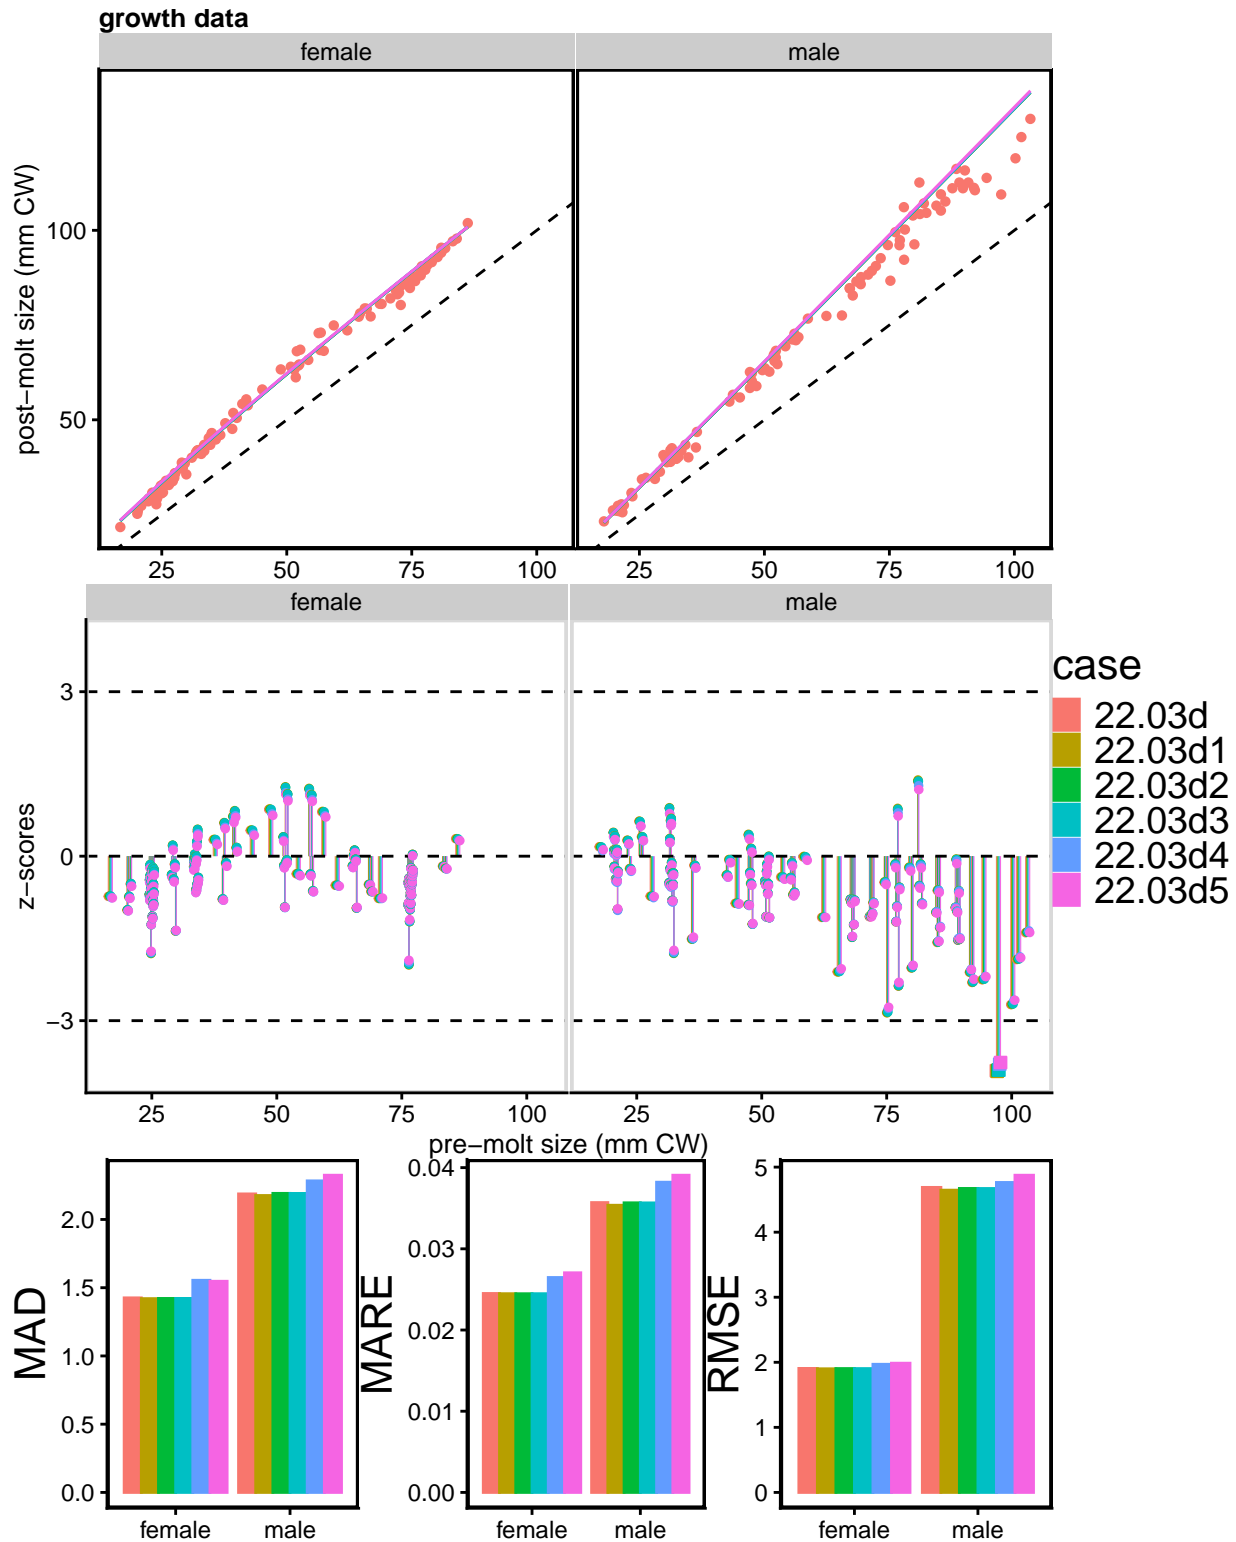 growth data
female male
post−molt size (mm CW)
100
50
25 50 75 100 25 50 75 100
female male
z−scores
3
0
−3
25 50 75 100 25 50 75 100
pre−molt size (mm CW)
case
22.03d
22.03d1
22.03d2
22.03d3
22.03d4
22.03d5
MAD
2.0
1.5
1.0
0.5
0.0
female male
MARE
0.04
0.03
0.02
0.01
0.00
female male
RMSE
5
4
3
2
1
0
female male